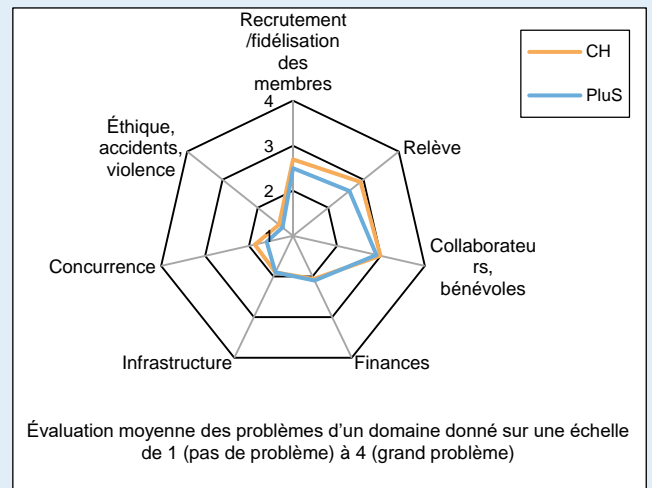 Recrutement
/fidélisation
des
membres
4
3
2
1
CH
PluS
Éthique,
accidents,
violence
Relève
Concurrence
Collaborateu
rs,
bénévoles
Infrastructure
Finances
Évaluation moyenne des problèmes d'un domaine donné sur une échelle
de 1 (pas de problème) à 4 (grand problème)